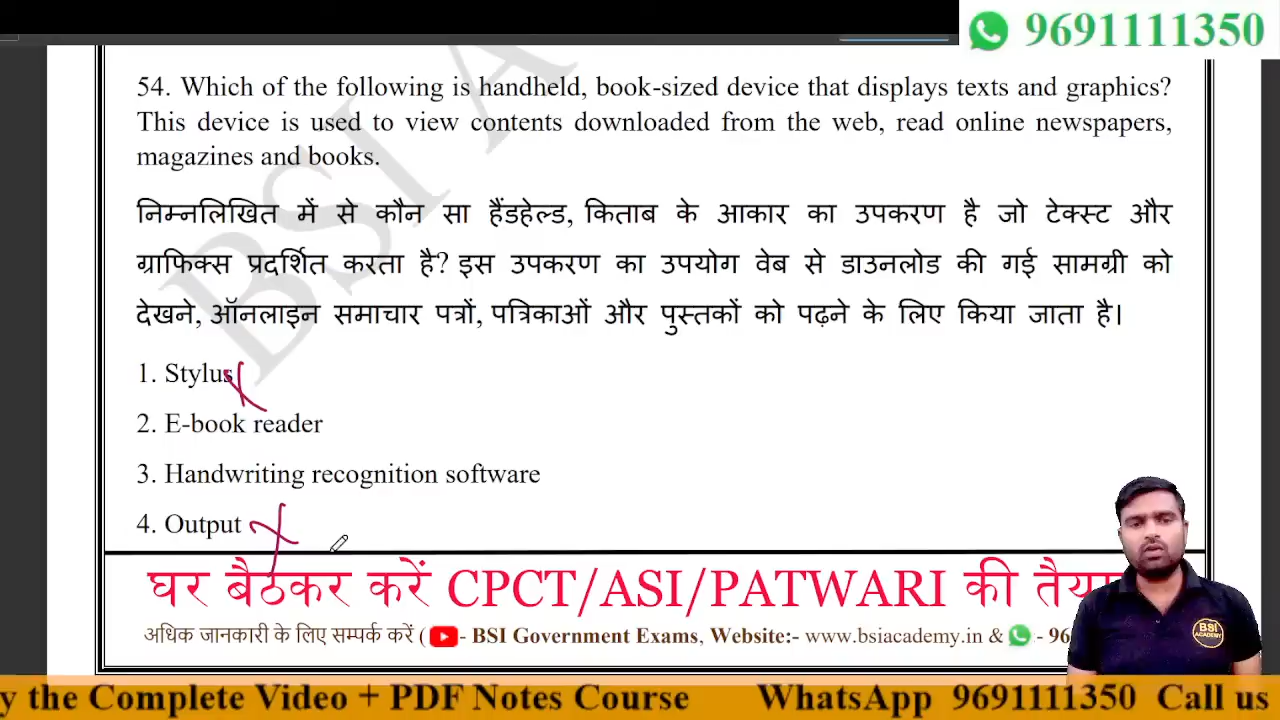 9691111350
54. Which of the following is handheld, book-sized device that displays texts and graphics?
This device is used to view contents downloaded from the web, read online newspapers,
magazines and books.
निम्नलिखित में से कौन सा हैंडहेल्ड, किताब के आकार का उपकरण है जो टेक्स्ट और
ग्राफिक्स प्रदर्शित करता है? इस उपकरण का उपयोग वेब से डाउनलोड की गई सामग्री को
देखने, ऑनलाइन समाचार पत्रों, पत्रिकाओं और पुस्तकों को पढ़ने के लिए किया जाता है।
1. Stylus
2. E-book reader
3. Handwriting recognition software
4. Output
BSI A
घर बैठकर करें CPCT/ASI/PATWARI की
अधिक जानकारी के लिए सम्पर्क करें ( - BSI Government Exams, Website:- www.bsiacademy.in & - 96
BSI
ACADEMY
y the Complete Video + PDF Notes Course WhatsApp 9691111350 Call us